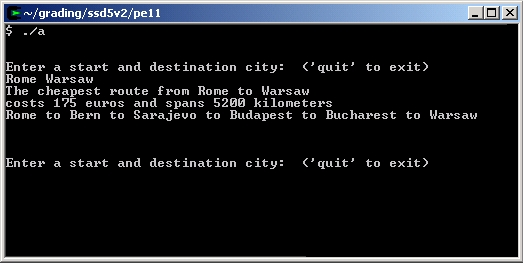 ~/grading/ssd5v2/pe11
$ ./a
Enter a start and destination city:  ('quit' to exit)
Rome Warsaw
The cheapest route from Rome to Warsaw
costs 175 euros and spans 5200 kilometers
Rome to Bern to Sarajevo to Budapest to Bucharest to Warsaw
Enter a start and destination city:  ('quit' to exit)